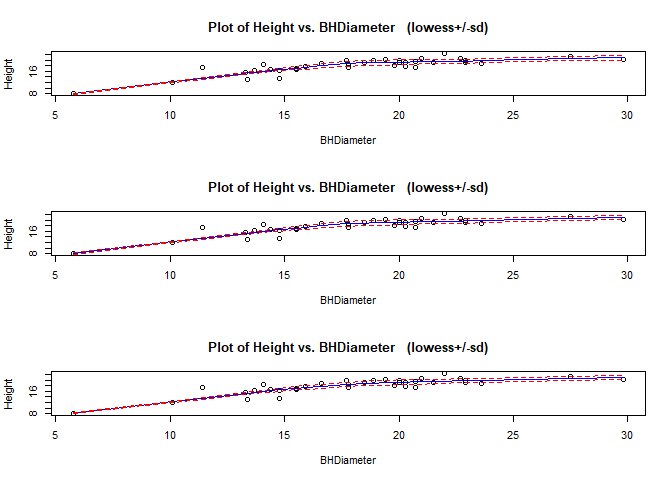 Plot of Height vs. BHDiameter (lowess+/-sd)
Height
8 16
5 10 15 20 25 30
BHDiameter
Plot of Height vs. BHDiameter (lowess+/-sd)
Height
8 16
5 10 15 20 25 30
BHDiameter
Plot of Height vs. BHDiameter (lowess+/-sd)
Height
8 16
5 10 15 20 25 30
BHDiameter